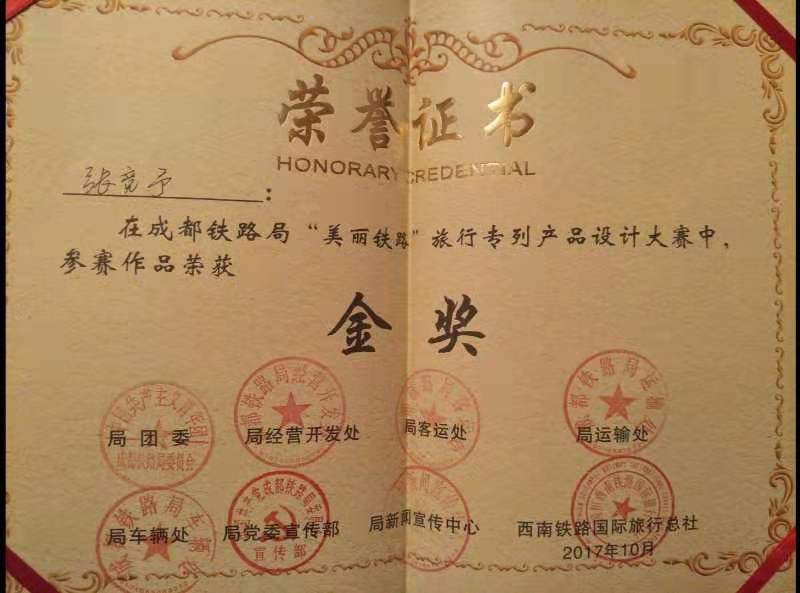 荣誉证书
HONORARY CREDENTIAL
张竟予：
在成都铁路局“美丽铁路”旅行专列产品设计大赛中，
参赛作品荣获
金奖
局团委 局经营开发处 局客运处 局运输处
局车辆处 局党委宣传部 局新闻宣传中心 西南铁路国际旅行总社
2017年10月
宣传部